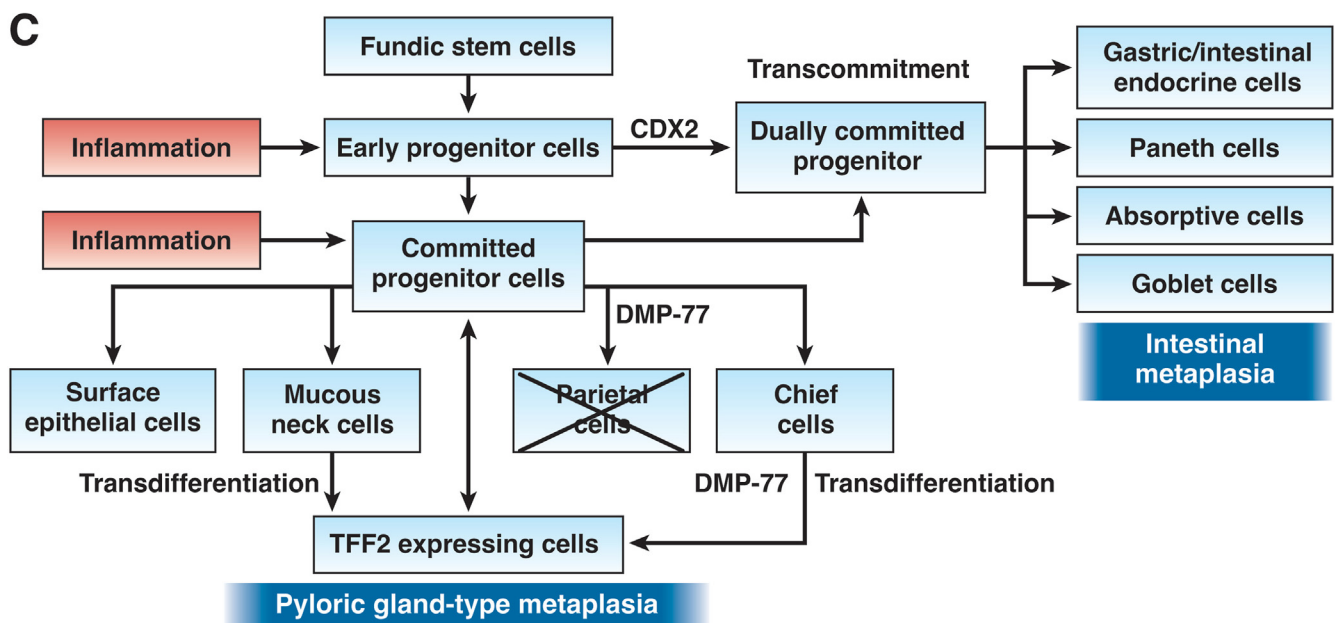 C
Fundic stem cells
Transcommitment
Gastric/intestinal
endocrine cells
Inflammation
Early progenitor cells
CDX2
Dually committed
progenitor
Paneth cells
Inflammation
Committed
progenitor cells
Absorptive cells
Goblet cells
DMP-77
Intestinal
metaplasia
Surface
epithelial cells
Mucous
neck cells
Parietal
cells
Chief
cells
Transdifferentiation
DMP-77
Transdifferentiation
TFF2 expressing cells
Pyloric gland-type metaplasia